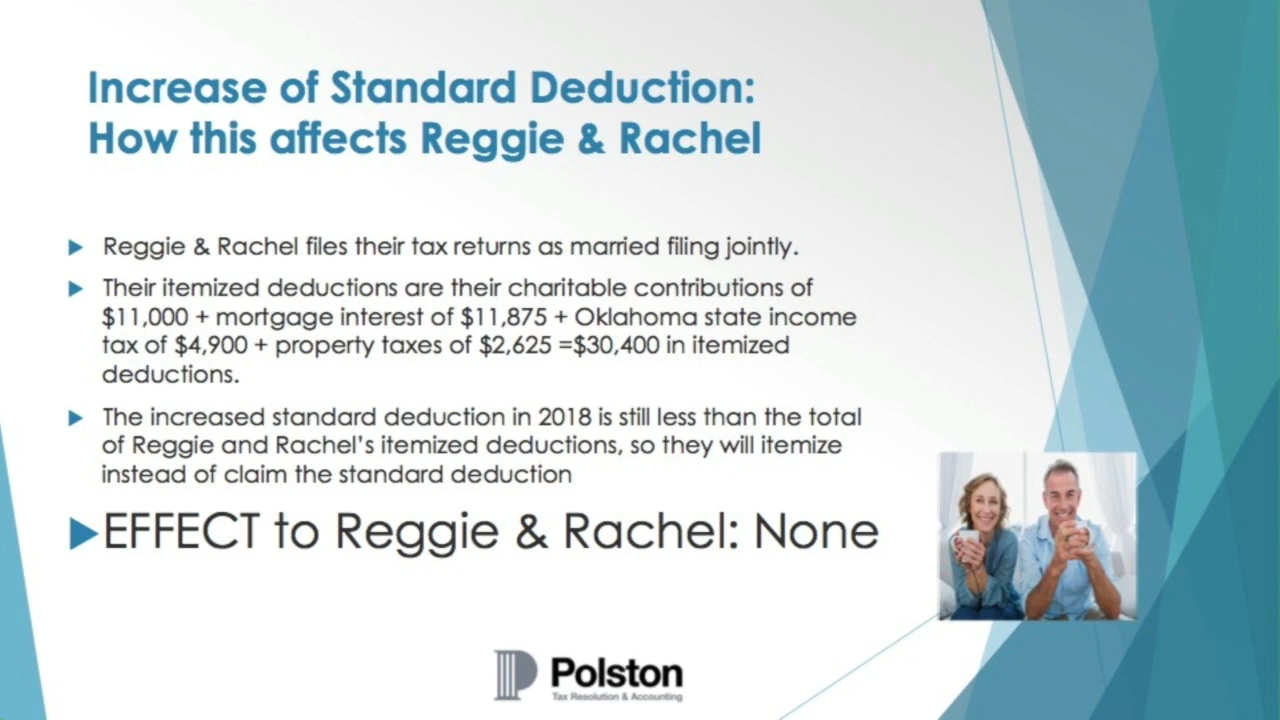 Increase of Standard Deduction:
How this affects Reggie & Rachel
Reggie & Rachel files their tax returns as married filing jointly.
Their itemized deductions are their charitable contributions of
$11,000 + mortgage interest of $11,875 + Oklahoma state income
tax of $4,900 + property taxes of $2,625 =$30,400 in itemized
deductions.
The increased standard deduction in 2018 is still less than the total
of Reggie and Rachel's itemized deductions, so they will itemize
instead of claim the standard deduction
EFFECT to Reggie & Rachel: None
Polston
Tax Resolution & Accounting